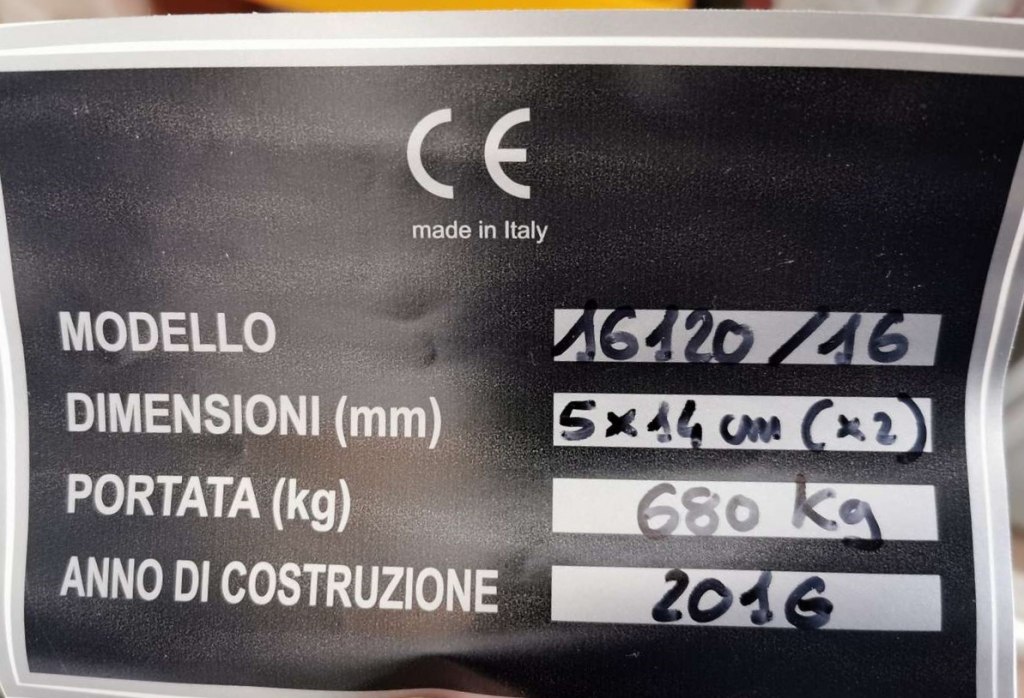 CE
made in Italy
MODELLO 16120/16
DIMENSIONI (mm) 5x14 cm (x2)
PORTATA (kg) 680 Kg
ANNO DI COSTRUZIONE 2016